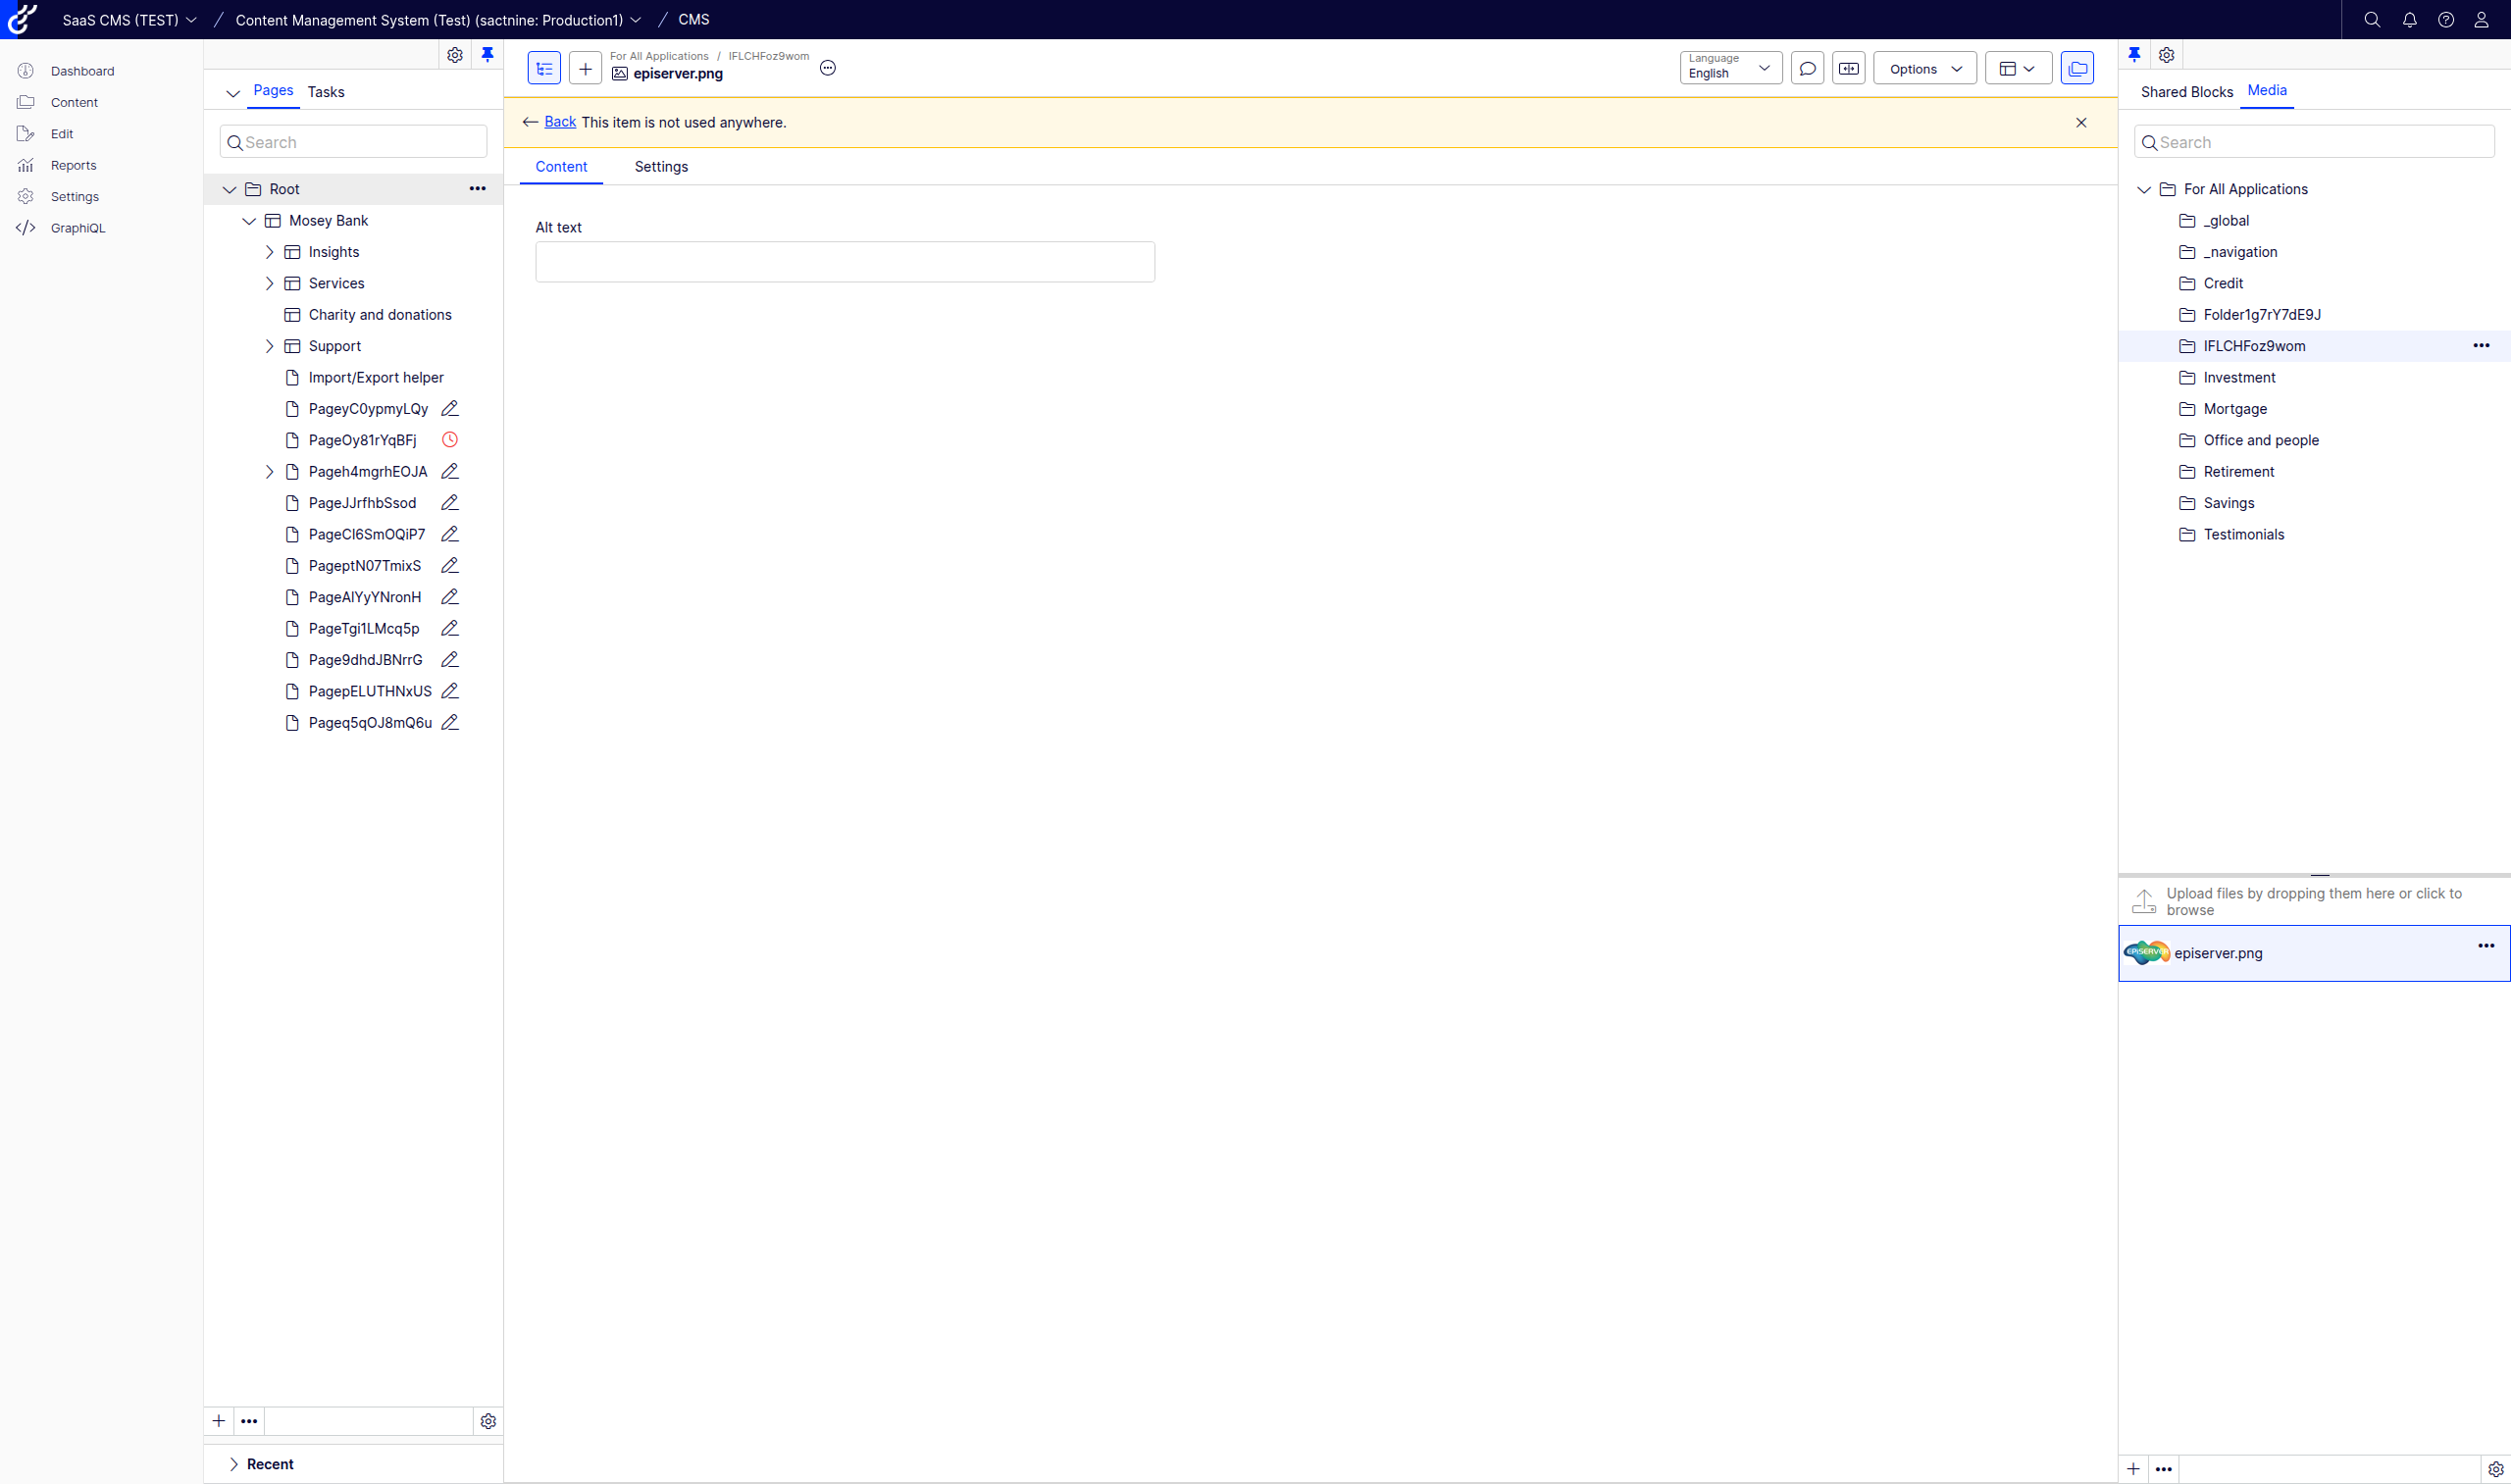 SaaS CMS (TEST) / Content Management System (Test) (sactnine: Production1) / CMS
Dashboard
Content
Edit
Reports
Settings
GraphiQL
Pages Tasks
Search
Root
Mosey Bank
Insights
Services
Charity and donations
Support
Import/Export helper
PageyC0ypmyLQy
PageOy81rYqBFj
Pageh4mgrhEOJA
PageJJrfhbSsod
PageCl6SmOQiP7
PageptN07TmixS
PageAlYyYNronH
PageTgi1LMcq5p
Page9dhdJBNrrG
PagepELUTHNxUS
Pageq5qOJ8mQ6u
Recent
For All Applications / IFLCHFoz9wom
episerver.png
Language
English
Options
Back This item is not used anywhere.
Content Settings
Alt text
Shared Blocks Media
Search
For All Applications
_global
_navigation
Credit
Folder1g7rY7dE9J
IFLCHFoz9wom
Investment
Mortgage
Office and people
Retirement
Savings
Testimonials
Upload files by dropping them here or click to
browse
EPISERVER
episerver.png